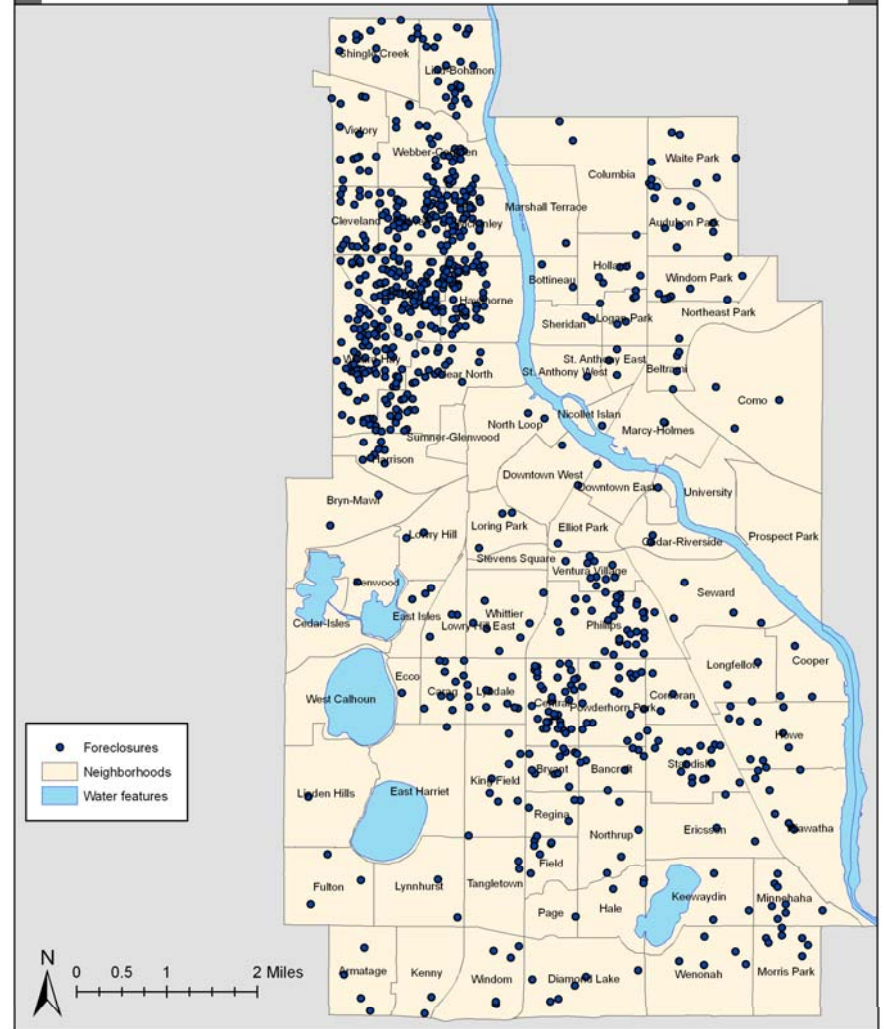 Shingle Creek
Lind-Bohanon
Victory
Webber-Camden
Waite Park
Columbia
Marshall Terrace
Cleveland
Audubon Park
Holland
Bottineau
Windom Park
Hawthorne
Northeast Park
Sheridan
Logan Park
St. Anthony East
Near North
St. Anthony West
Beltrami
Como
Nicollet Islan
North Loop
Marcy-Holmes
Sumner-Glenwood
Harrison
Downtown West
Downtown East
University
Bryn-Mawr
Loring Park
Elliot Park
Lowry Hill
Prospect Park
Cedar-Riverside
Stevens Square
Ventura Village
Kenwood
Seward
Whittier
East Isles
Cedar-Isles
Lowry Hill East
Phillips
Longfellow
Cooper
Ecco
West Calhoun
Carag
Lyndale
Corcoran
Central
Powderhorn Park
Howe
Foreclosures
Neighborhoods
Water features
Standish
Bryant
Bancroft
King Field
Linden Hills
East Harriet
Regina
Northrup
Ericsson
Hiawatha
Field
Fulton
Lynnhurst
Tangletown
Keewaydin
Minnehaha
Page
Hale
N
0 0.5 1 2 Miles
Armatage
Kenny
Windom
Diamond Lake
Wenonah
Morris Park